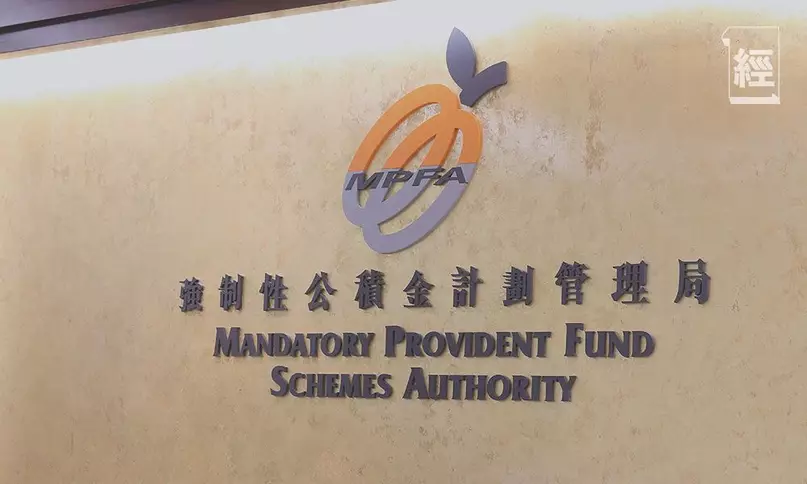 經
MPFA
強制性公積金計劃管理局
MANDATORY PROVIDENT FUND
SCHEMES AUTHORITY